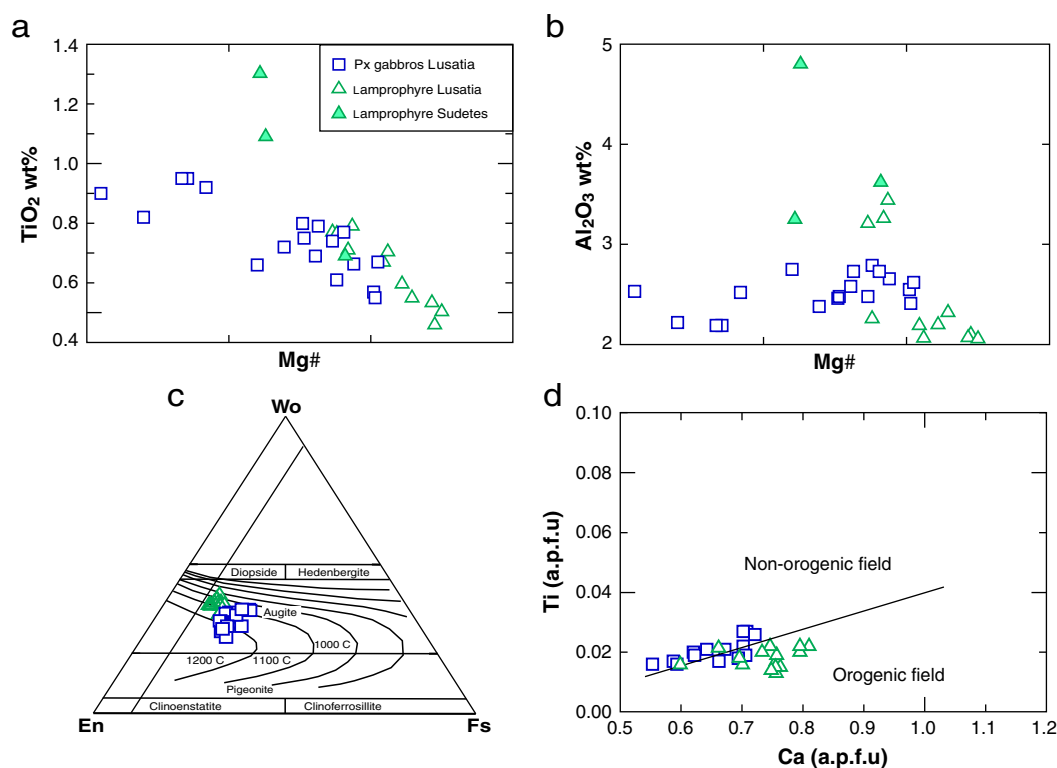 a
1.4
1.2
1.0
0.8
0.6
0.4
TiO2 wt%
Mg#
Px gabbros Lusatia
Lamprophyre Lusatia
Lamprophyre Sudetes
b
5
4
3
2
Al2O3 wt%
Mg#
c
Wo
Diopside Hedenbergite
Augite
1000 C
1200 C 1100 C
Pigeonite
Clinoenstatite Clinoferrosillite
En Fs
d
0.10
0.08
0.06
0.04
0.02
0.00
Ti (a.p.f.u)
Non-orogenic field
Orogenic field
0.5 0.6 0.7 0.8 0.9 1.0 1.1 1.2
Ca (a.p.f.u)